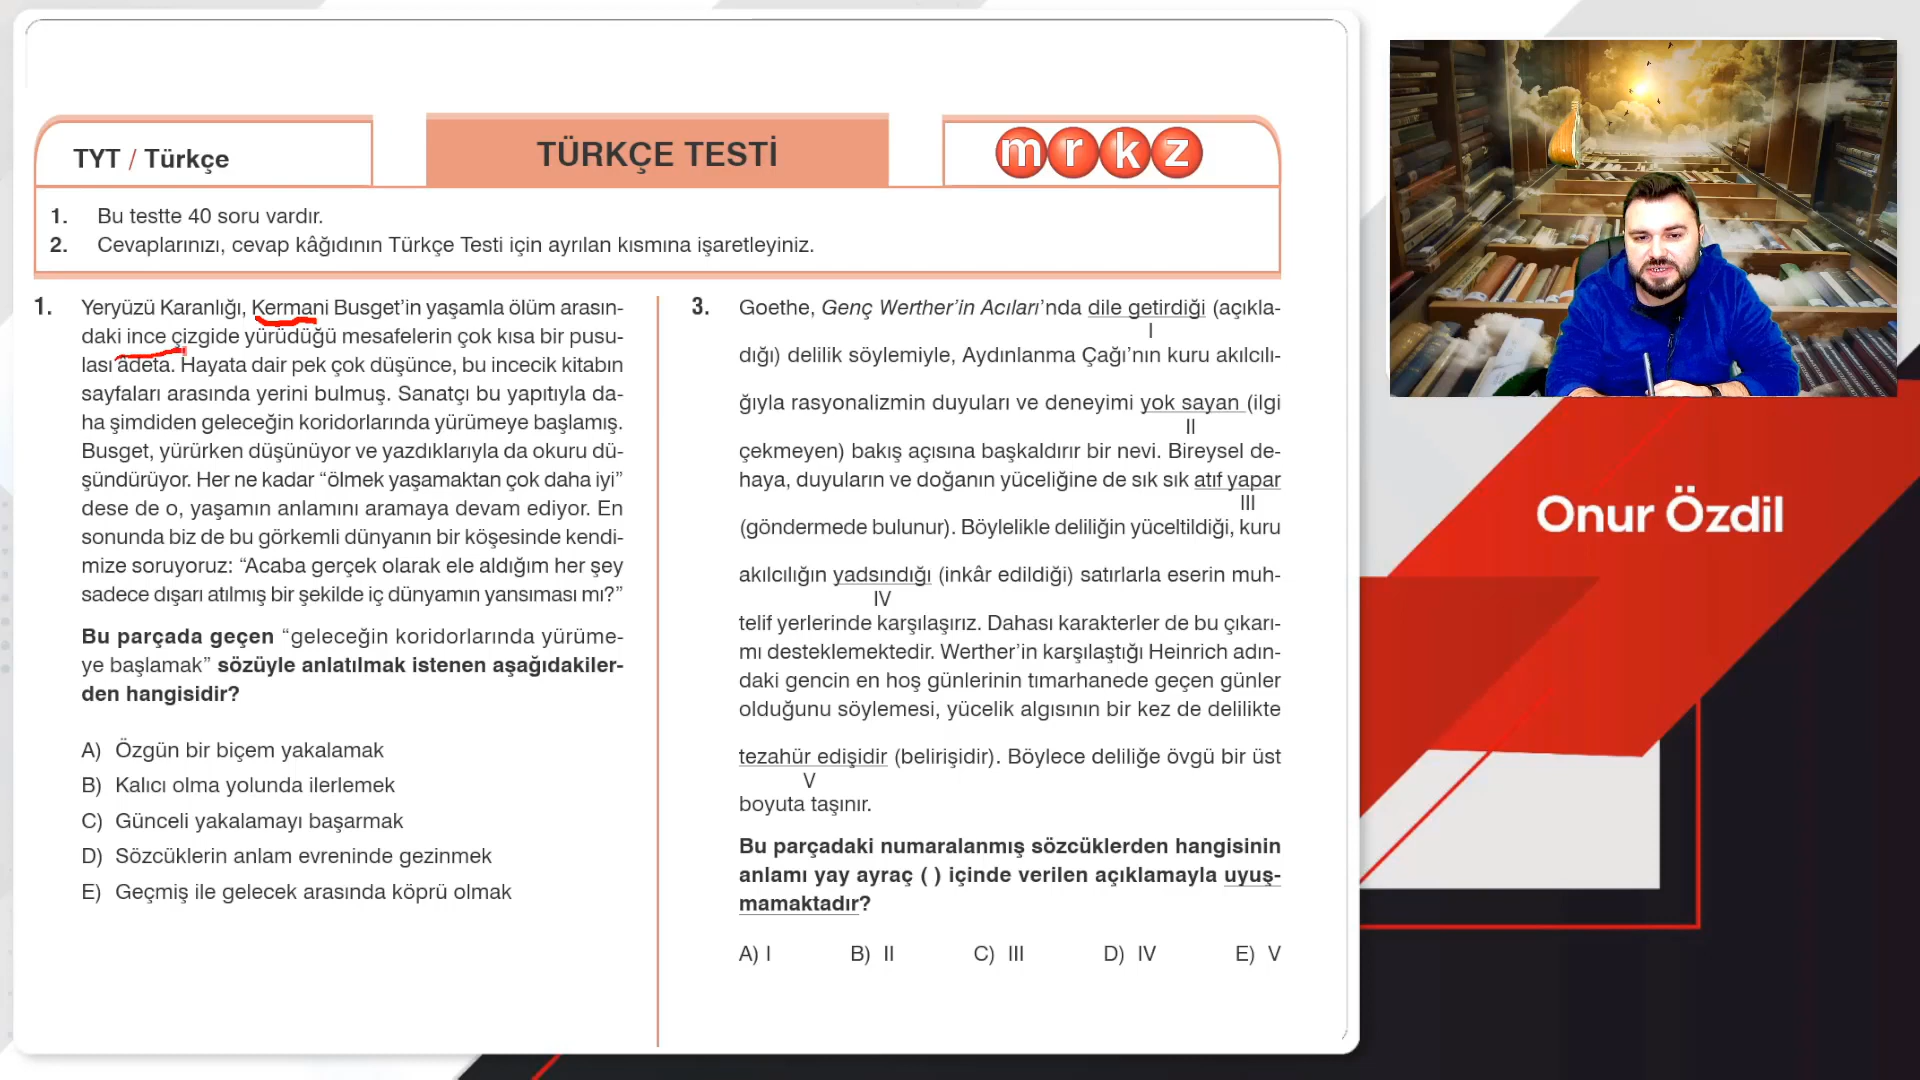 TYT / Türkçe
TÜRKÇE TESTİ
mrkz
1. Bu testte 40 soru vardır.
2. Cevaplarınızı, cevap kâğıdının Türkçe Testi için ayrılan kısmına işaretleyiniz.
1. Yeryüzü Karanlığı, Kermani Busget’in yaşamla ölüm arasın-
daki ince çizgide yürüdüğü mesafelerin çok kısa bir pusu-
lası adeta. Hayata dair pek çok düşünce, bu incecik kitabın
sayfaları arasında yerini bulmuş. Sanatçı bu yapıtıyla da-
ha şimdiden geleceğin koridorlarında yürümeye başlamış.
Busget, yürürken düşünüyor ve yazdıklarıyla da okuru dü-
şündürüyor. Her ne kadar “ölmek yaşamaktan çok daha iyi”
dese de o, yaşamın anlamını aramaya devam ediyor. En
sonunda biz de bu görkemli dünyanın bir köşesinde kendi-
mize soruyoruz: “Acaba gerçek olarak ele aldığım her şey
sadece dışarı atılmış bir şekilde iç dünyamın yansıması mı?”
Bu parçada geçen “geleceğin koridorlarında yürüme-
ye başlamak” sözüyle anlatılmak istenen aşağıdakiler-
den hangisidir?
A) Özgün bir biçem yakalamak
B) Kalıcı olma yolunda ilerlemek
C) Günceli yakalamayı başarmak
D) Sözcüklerin anlam evreninde gezinmek
E) Geçmiş ile gelecek arasında köprü olmak
3. Goethe, Genç Werther’in Acıları’nda dile getirdiği (açıkla-
I
dığı) delilik söylemiyle, Aydınlanma Çağı’nın kuru akılcılı-
ğıyla rasyonalizmin duyuları ve deneyimi yok sayan (ilgi
II
çekmeyen) bakış açısına başkaldırır bir nevi. Bireysel de-
haya, duyuların ve doğanın yüceliğine de sık sık atıf yapar
III
(göndermede bulunur). Böylelikle deliliğin yüceltildiği, kuru
akılcılığın yadsındığı (inkâr edildiği) satırlarla eserin muh-
IV
telif yerlerinde karşılaşırız. Dahası karakterler de bu çıkarı-
mı desteklemektedir. Werther’in karşılaştığı Heinrich adın-
daki gencin en hoş günlerinin tımarhanede geçen günler
olduğunu söylemesi, yücelik algısının bir kez de delilikte
tezahür edişidir (belirişidir). Böylece deliliğe övgü bir üst
V
boyuta taşınır.
Bu parçadaki numaralanmış sözcüklerden hangisinin
anlamı yay ayraç ( ) içinde verilen açıklamayla uyuş-
mamaktadır?
A) I B) II C) III D) IV E) V
Onur Özdil